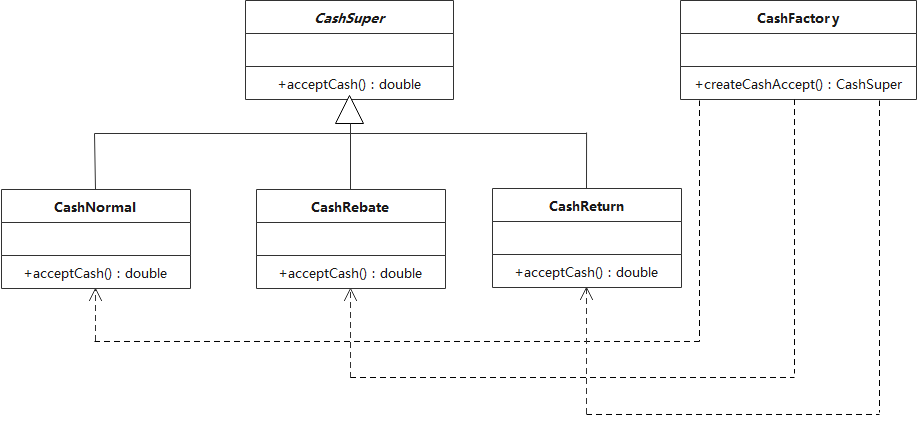 CashSuper
+acceptCash() : double
CashFactory
+createCashAccept() : CashSuper
CashNormal
+acceptCash() : double
CashRebate
+acceptCash() : double
CashReturn
+acceptCash() : double